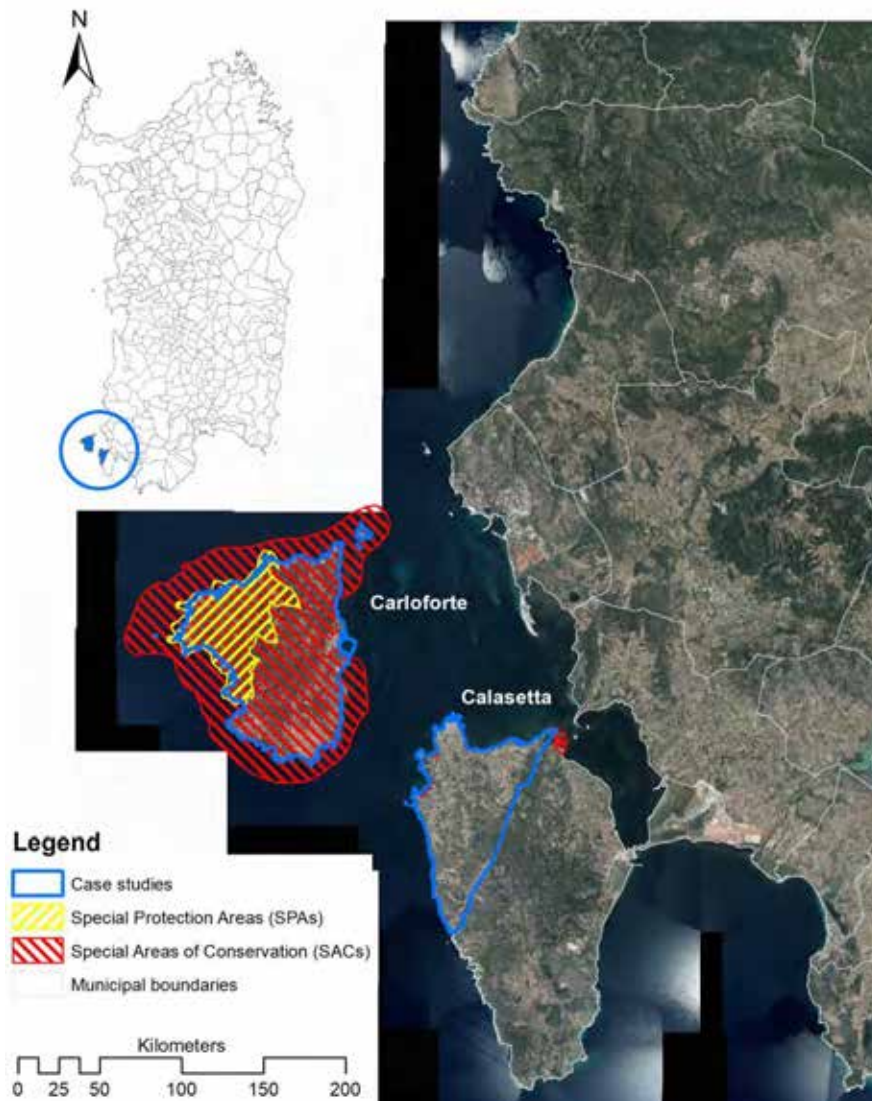 N
Carloforte
Calasetta
Legend
Case studies
Special Protection Areas (SPAs)
Special Areas of Conservation (SACs)
Municipal boundaries
Kilometers
0 25 50 100 150 200